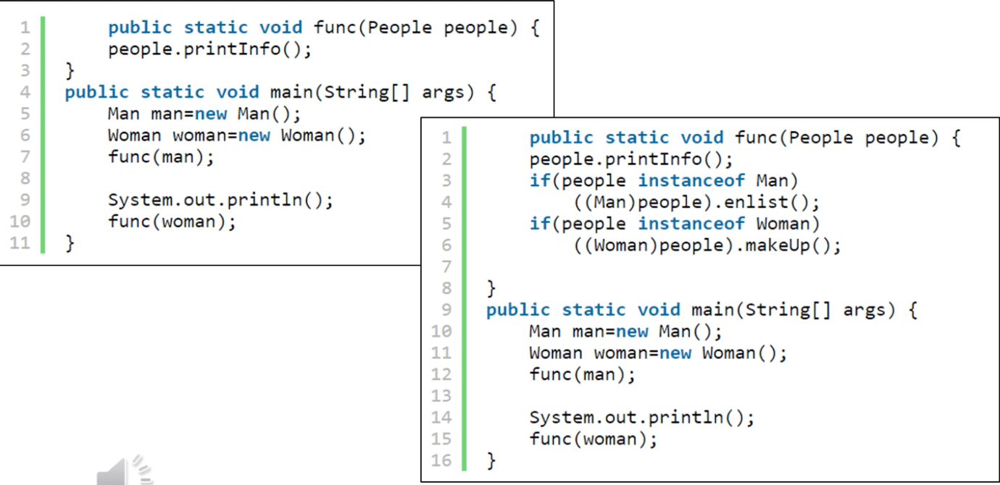 1 public static void func(People people) {
2 people.printInfo();
3 }
4 public static void main(String[] args) {
5 Man man=new Man();
6 Woman woman=new Woman();
7 func(man);
8
9 System.out.println();
10 func(woman);
11 }
1 public static void func(People people) {
2 people.printInfo();
3 if(people instanceof Man)
4 ((Man)people).enlist();
5 if(people instanceof Woman)
6 ((Woman)people).makeUp();
7
8 }
9 public static void main(String[] args) {
10 Man man=new Man();
11 Woman woman=new Woman();
12 func(man);
13
14 System.out.println();
15 func(woman);
16 }